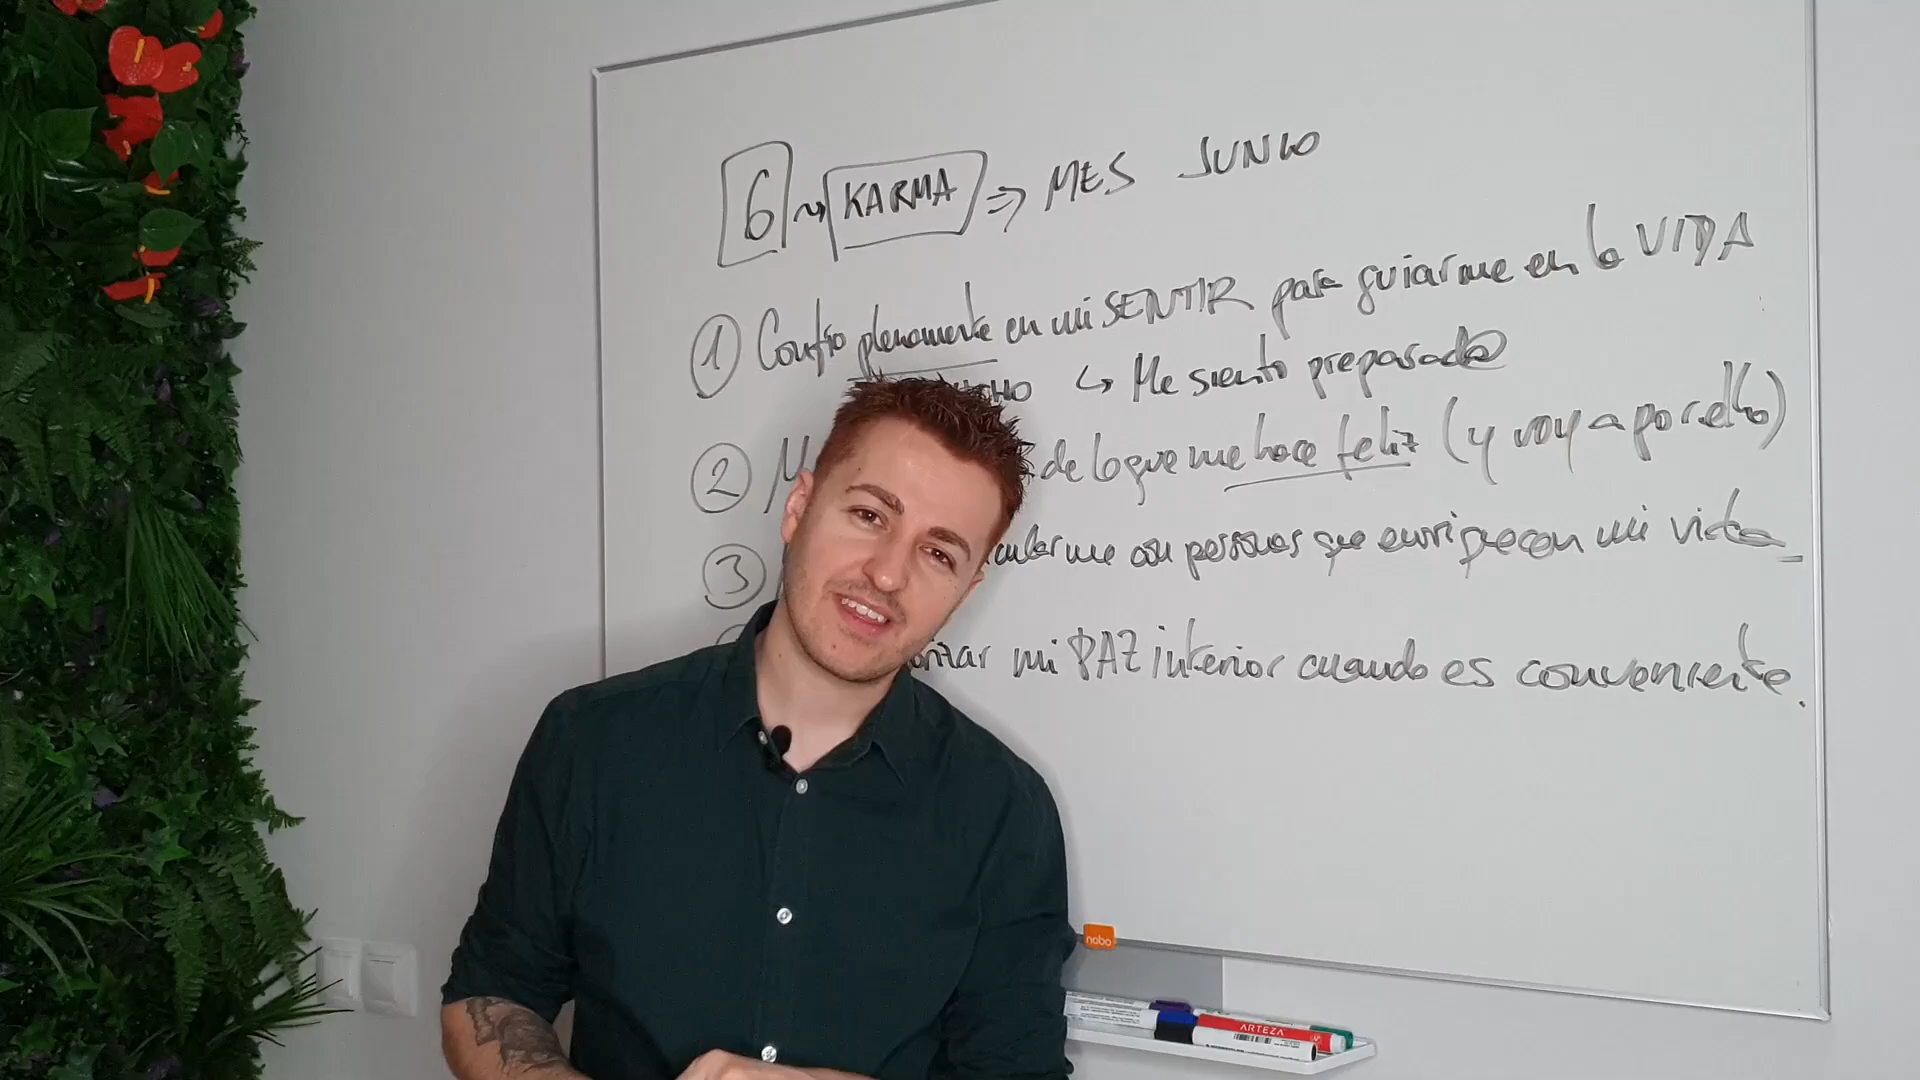 6 KARMA ⇒ MES JUNIO
1 Confío plenamente en mi SENTIR para guiarme en la VIDA
↳ Me siento preparado
2 de lo que me hace feliz (y voy a por ello)
3 con personas que enriquecen mi vida
mi PAZ interior cuando es conveniente.
nobo
ARTEZA